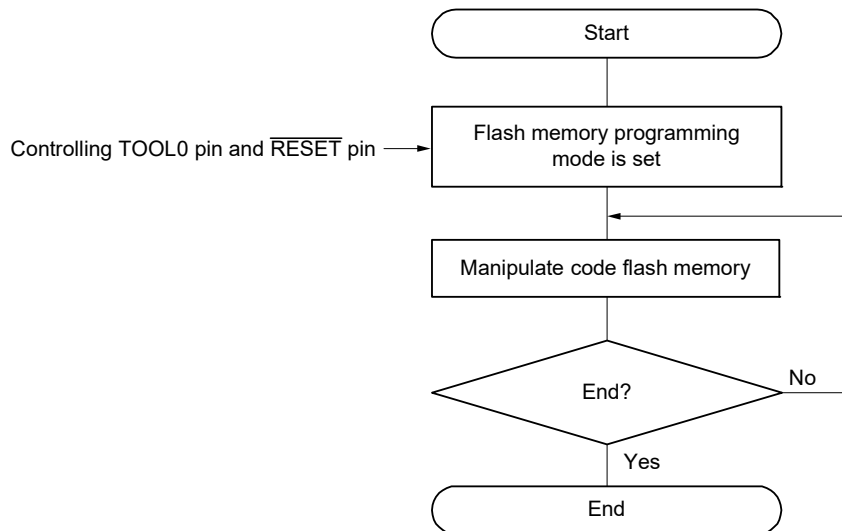 Start
Controlling TOOL0 pin and RESET pin
Flash memory programming
mode is set
Manipulate code flash memory
End?
No
Yes
End